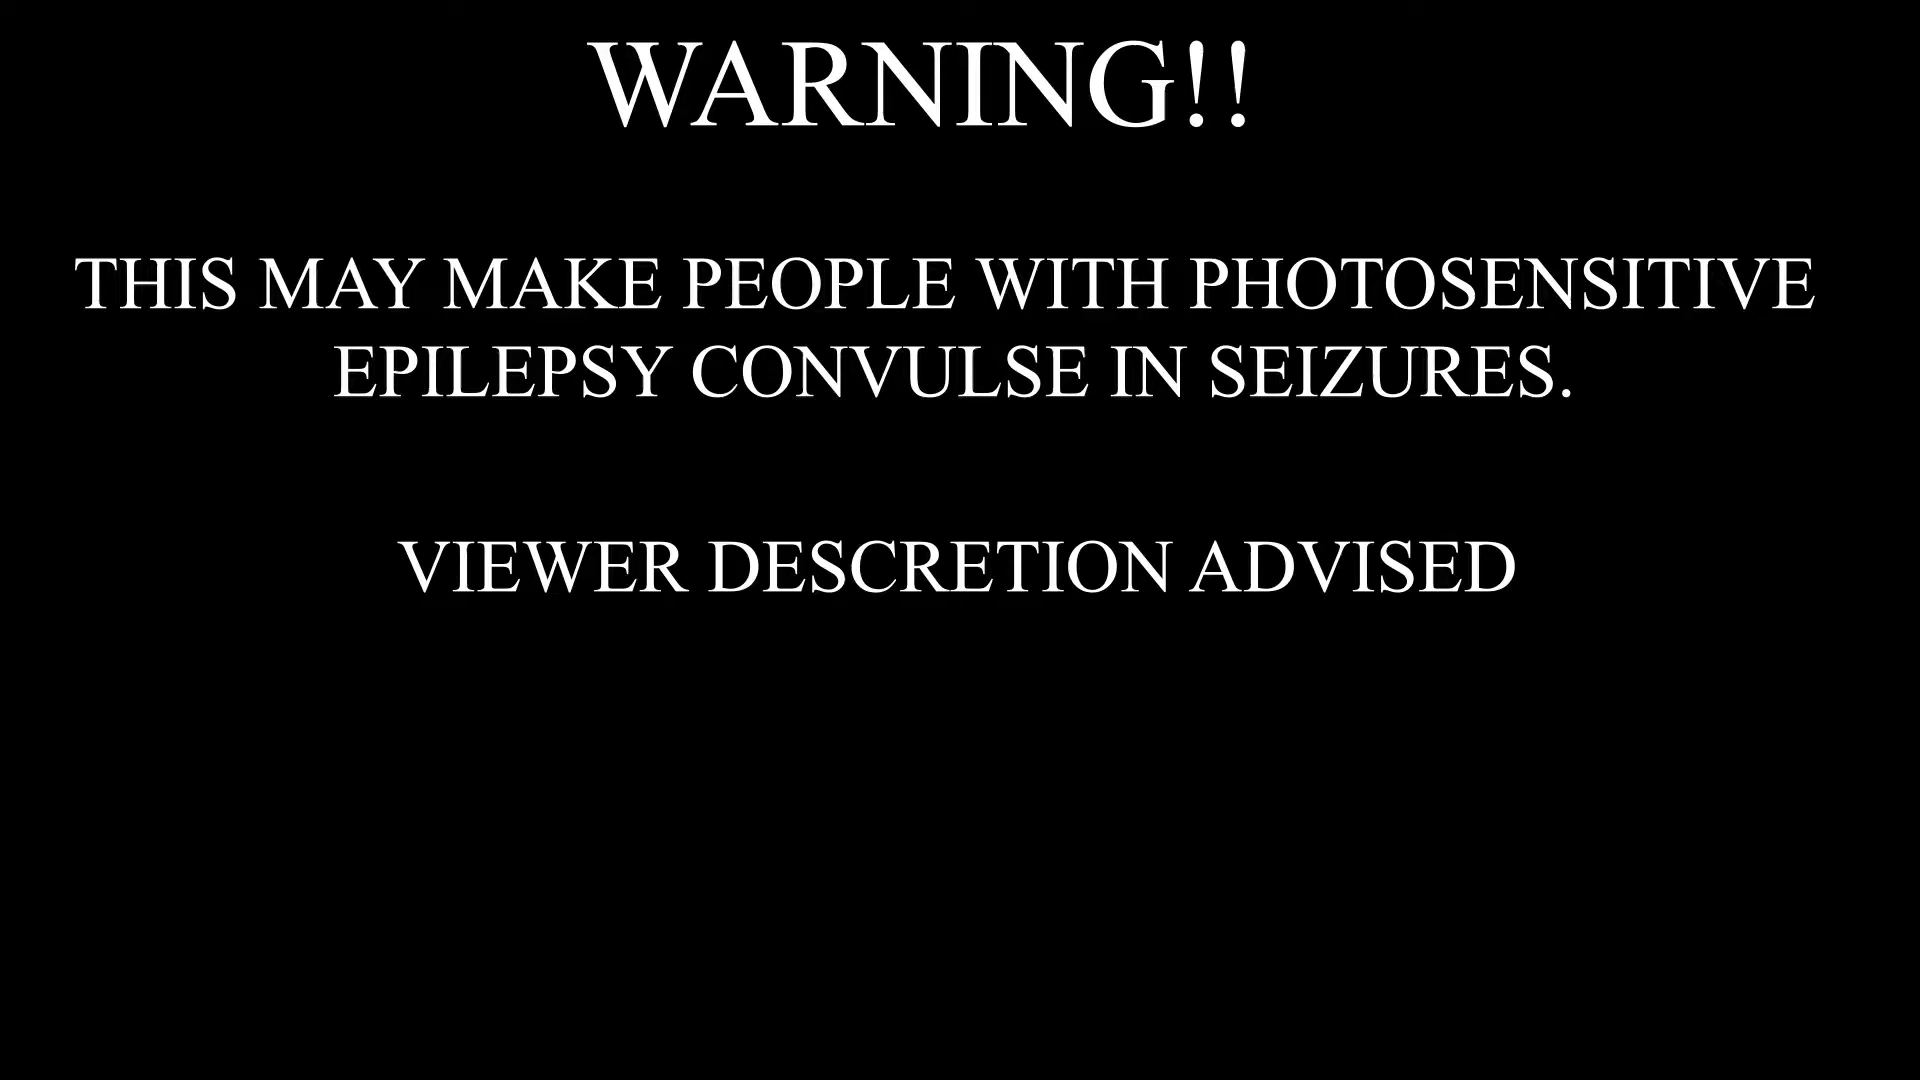 WARNING!!
THIS MAY MAKE PEOPLE WITH PHOTOSENSITIVE
EPILEPSY CONVULSE IN SEIZURES.
VIEWER DESCRETION ADVISED